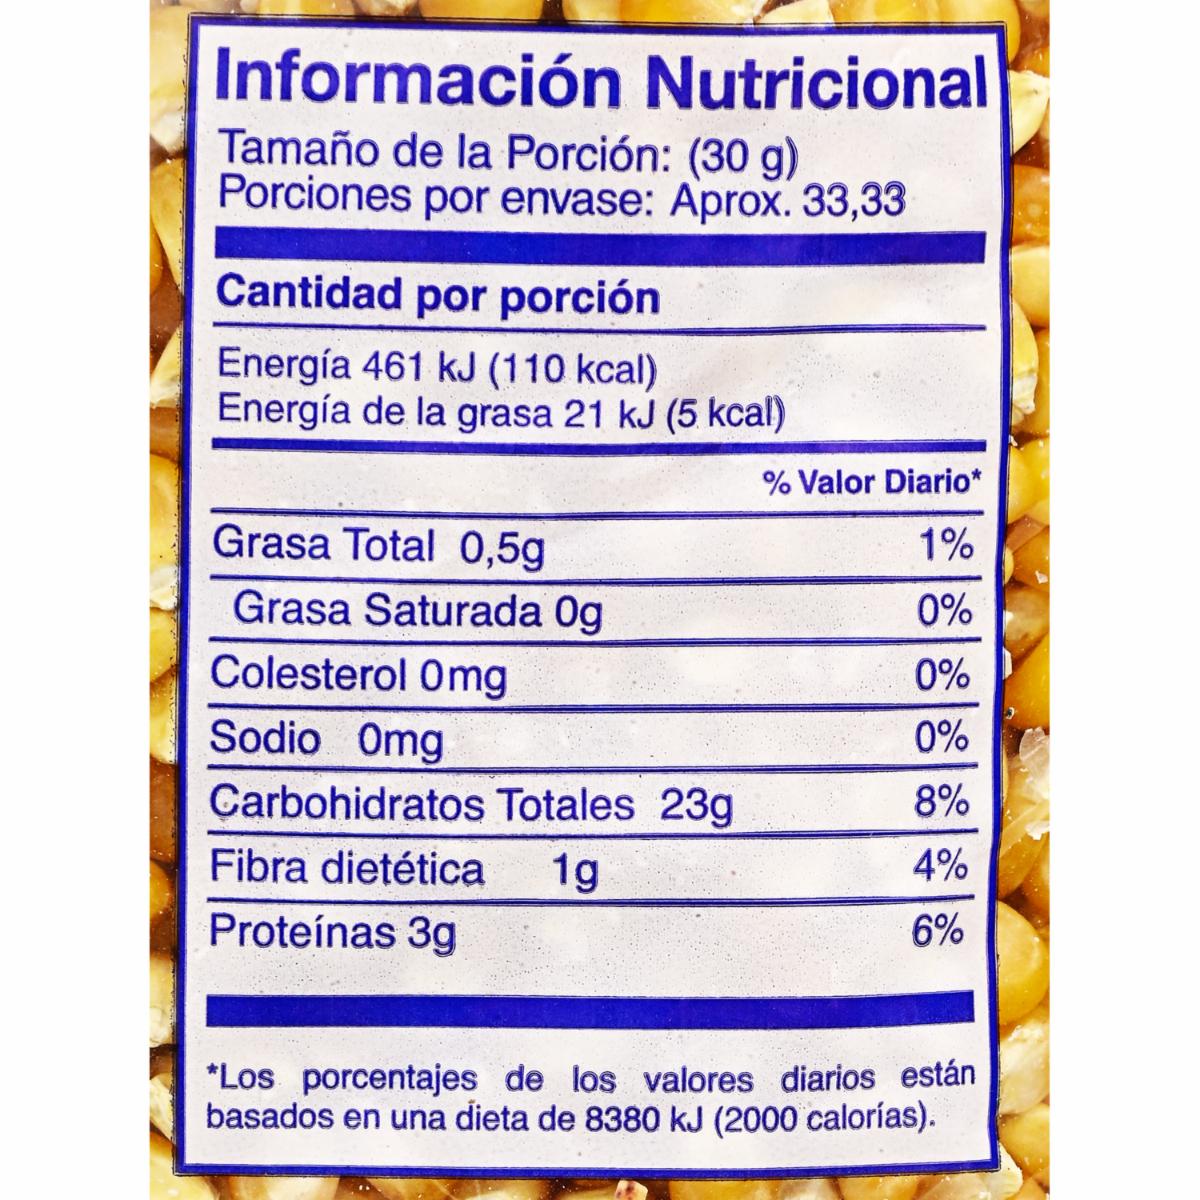 Información Nutricional
Tamaño de la Porción: (30 g)
Porciones por envase: Aprox. 33,33
Cantidad por porción
Energía 461 kJ (110 kcal)
Energía de la grasa 21 kJ (5 kcal)
% Valor Diario*
Grasa Total 0,5g 1%
Grasa Saturada 0g 0%
Colesterol 0mg 0%
Sodio 0mg 0%
Carbohidratos Totales 23g 8%
Fibra dietética 1g 4%
Proteínas 3g 6%
*Los porcentajes de los valores diarios están
basados en una dieta de 8380 kJ (2000 calorías).